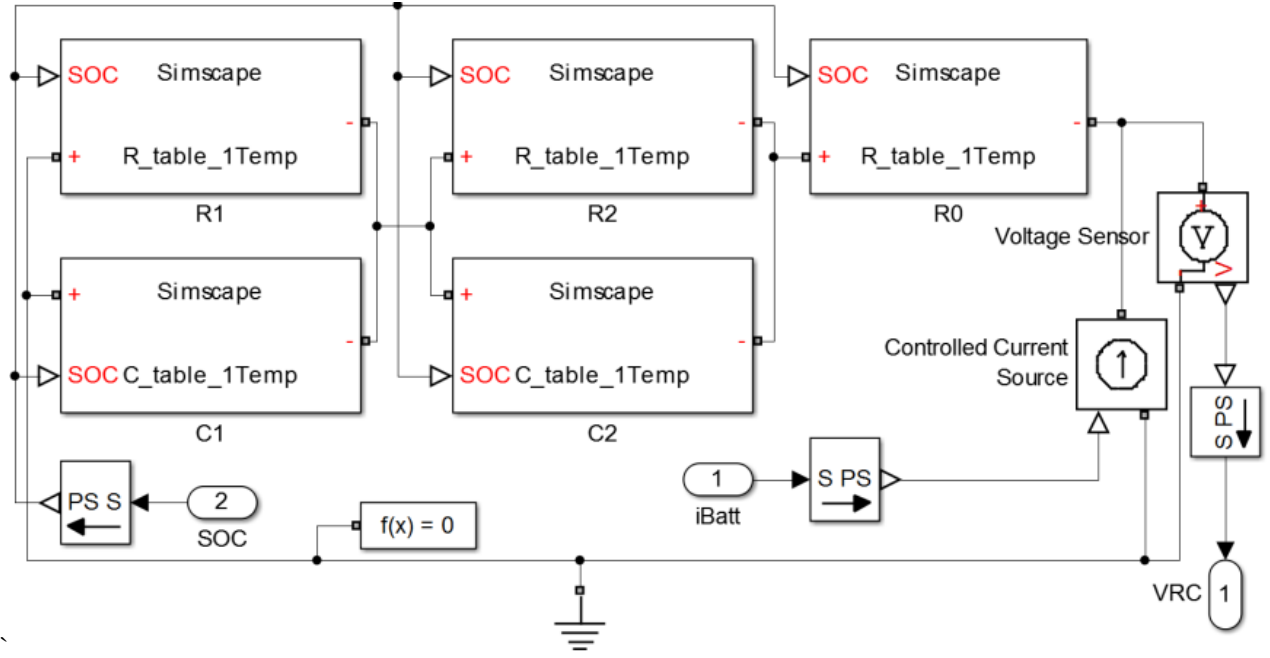 SOC Simscape
-
+ R_table_1Temp
R1
SOC Simscape
-
+ R_table_1Temp
R2
SOC Simscape
-
+ R_table_1Temp
R0
+ Simscape
-
SOC C_table_1Temp
C1
+ Simscape
-
SOC C_table_1Temp
C2
Voltage Sensor
+
V
-
V
Controlled Current
Source
S PS
PS S
2
SOC
f(x) = 0
1
iBatt
S PS
VRC
1
`